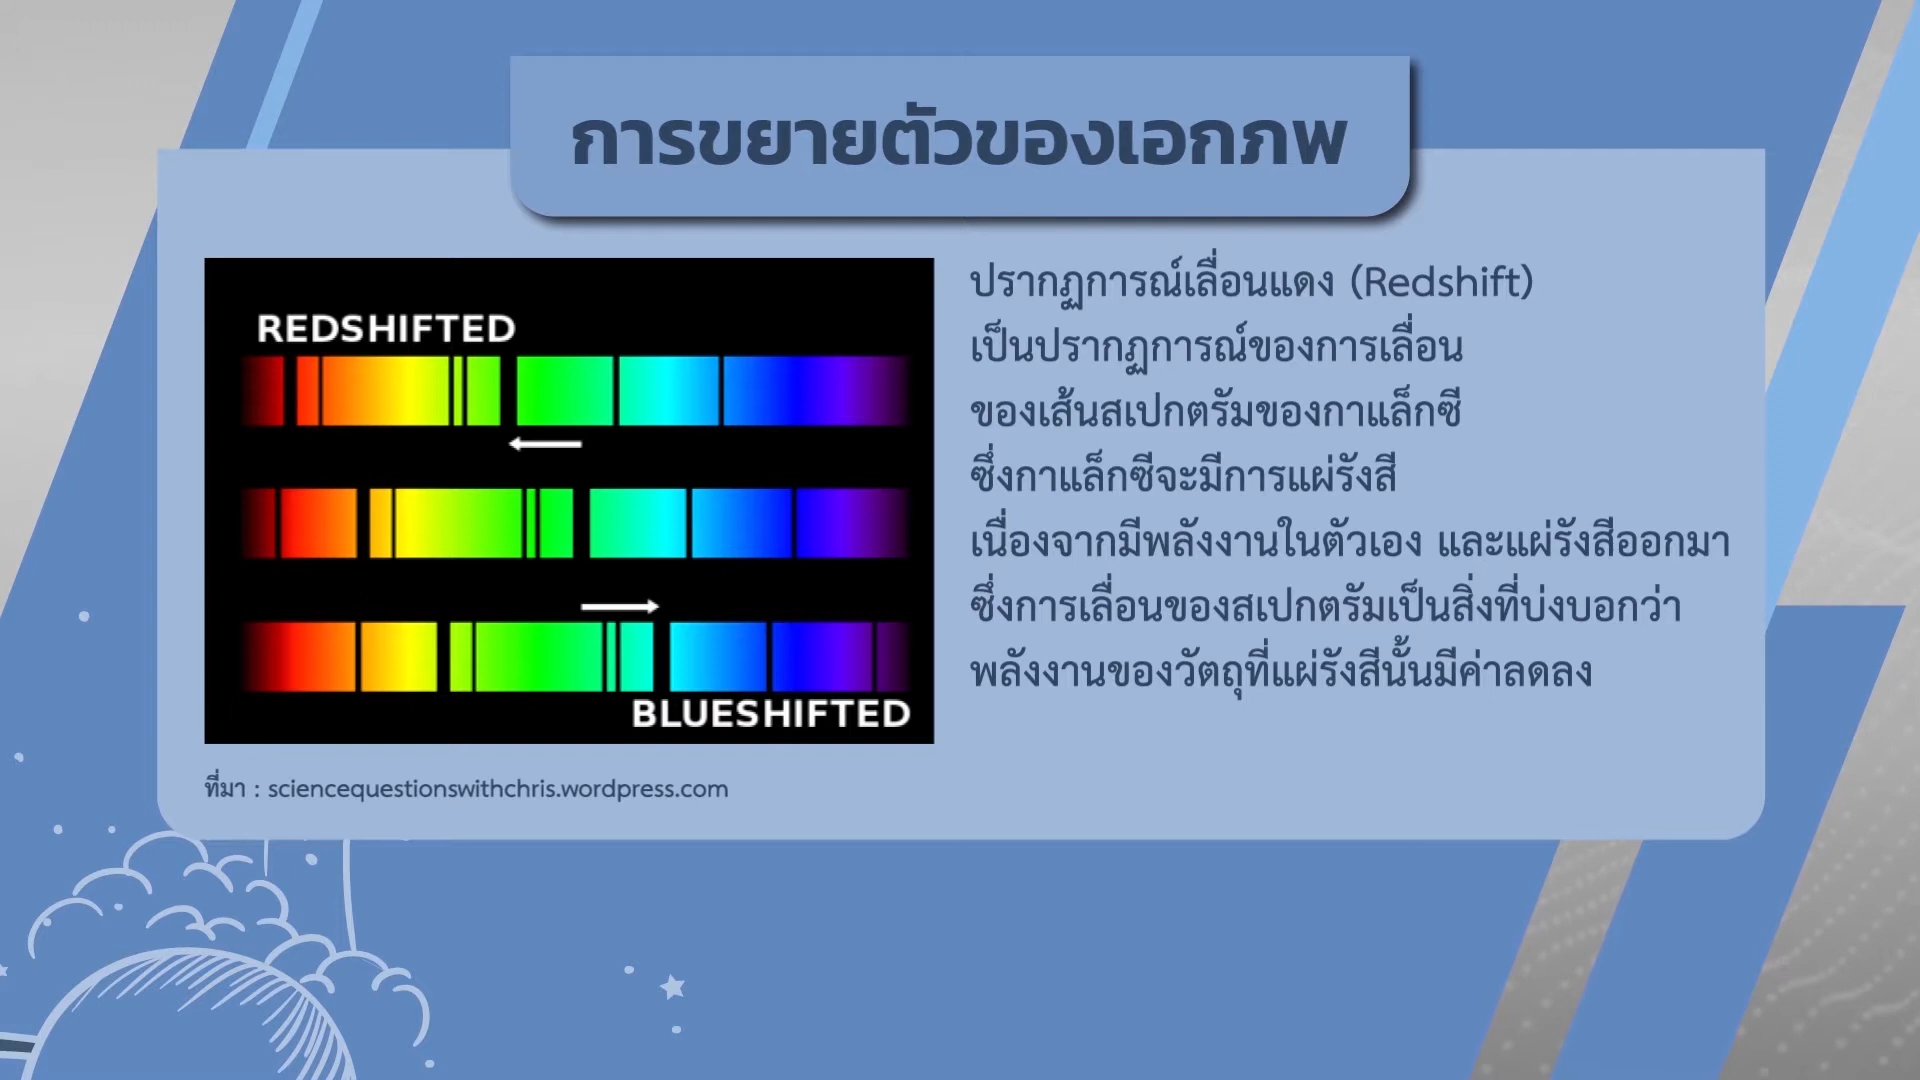 การขยายตัวของเอกภพ
REDSHIFTED
BLUESHIFTED
ที่มา : sciencequestionswithchris.wordpress.com
ปรากฏการณ์เลื่อนแดง (Redshift)
เป็นปรากฏการณ์ของการเลื่อน
ของเส้นสเปกตรัมของกาแล็กซี
ซึ่งกาแล็กซีจะมีการแผ่รังสี
เนื่องจากมีพลังงานในตัวเอง และแผ่รังสีออกมา
ซึ่งการเลื่อนของสเปกตรัมเป็นสิ่งที่บ่งบอกว่า
พลังงานของวัตถุที่แผ่รังสีนั้นมีค่าลดลง